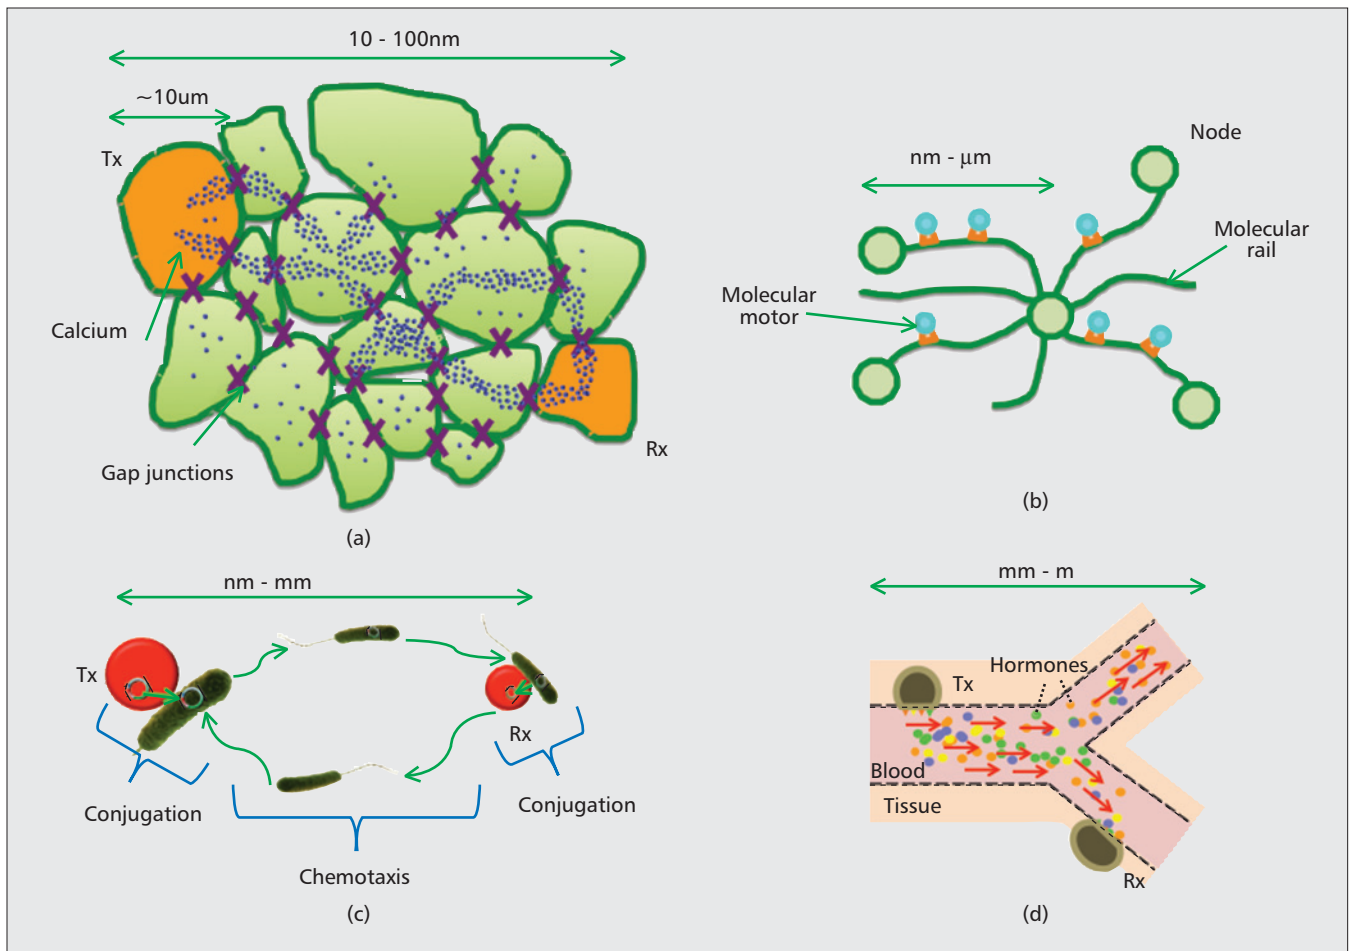 10 - 100nm
~10um
Tx
Calcium
Gap junctions
Rx
(a)
nm - μm
Node
Molecular
rail
Molecular
motor
(b)
nm - mm
Tx
Rx
Conjugation
Conjugation
Chemotaxis
(c)
mm - m
Hormones
Tx
Blood
Tissue
Rx
(d)